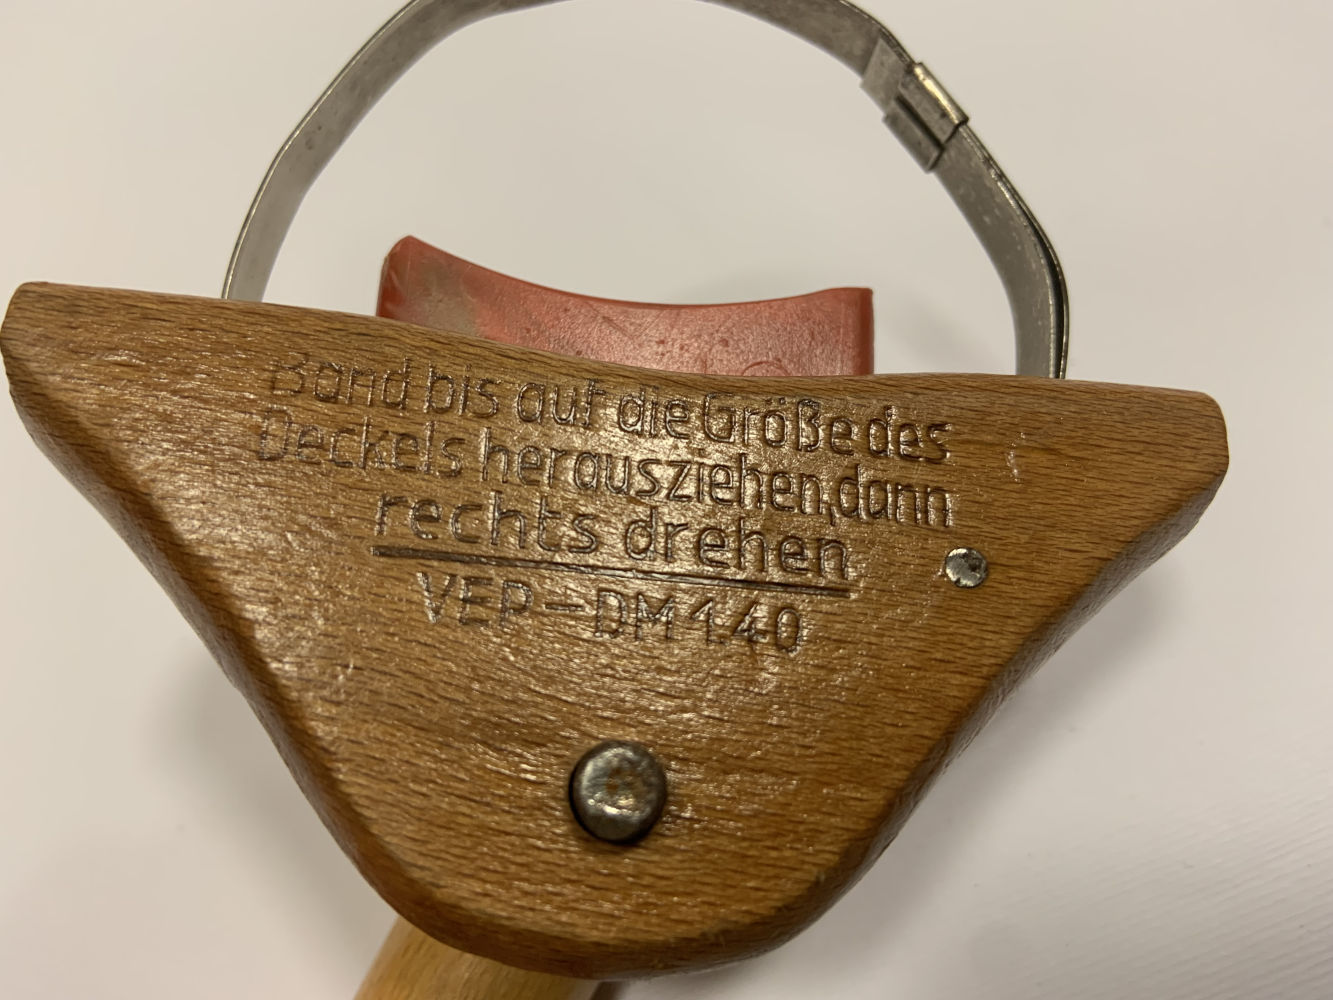 Band bis auf die Größe des
Deckels herausziehen, dann
rechts drehen
VEP-DM 1.40